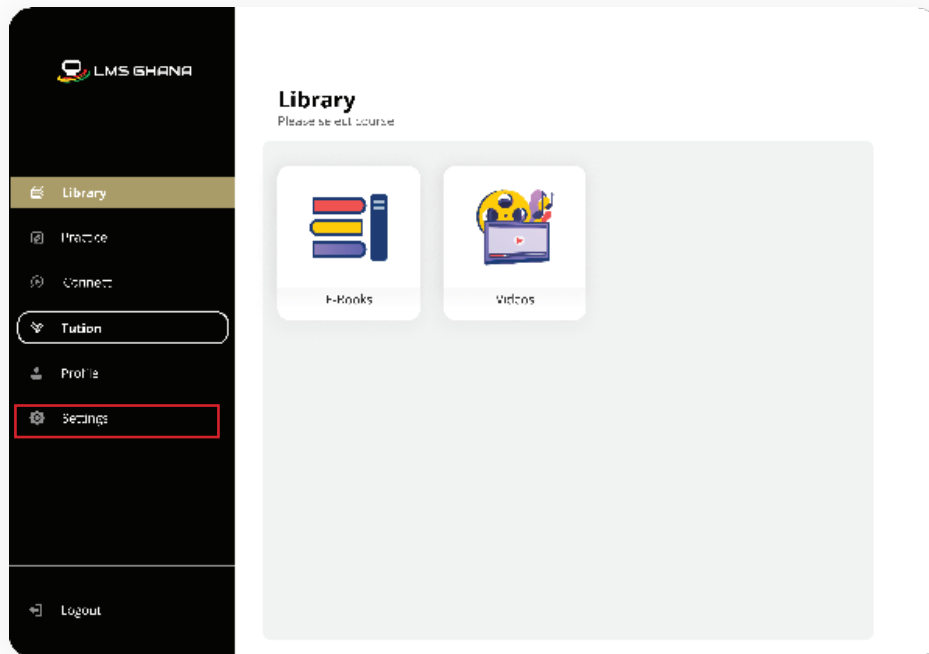 LMS GHANA
Library
Practice
Connect
Tution
Profile
Settings
Logout
Library
Please select course
E-Books
Videos